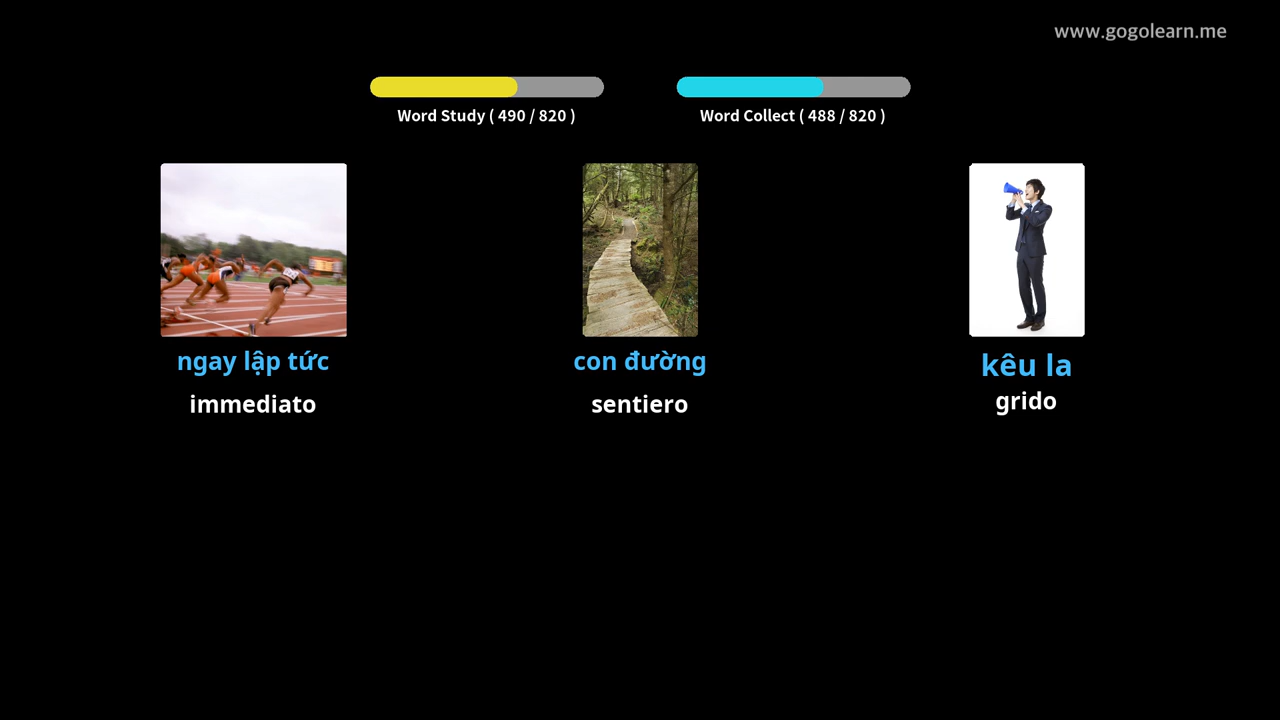 www.gogolearn.me
Word Study ( 490 / 820 )
Word Collect ( 488 / 820 )
ngay lập tức
immediato
con đường
sentiero
kêu la
grido